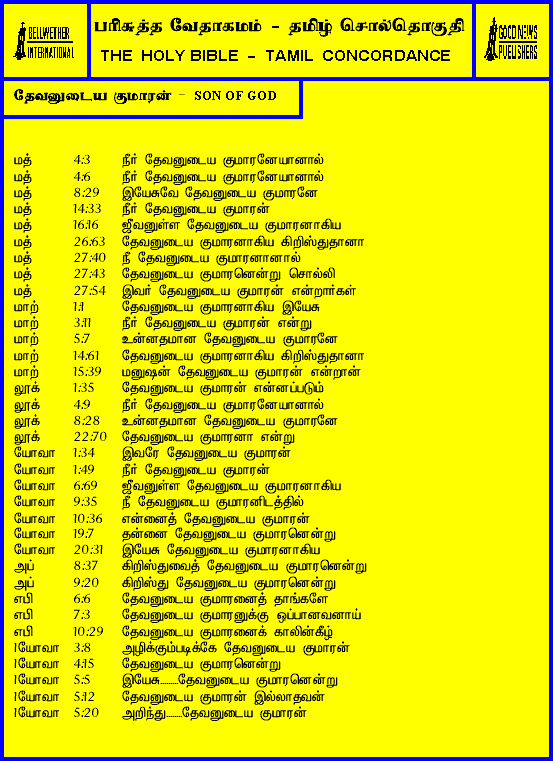 BELLWETHER
INTERNATIONAL
பரிசுத்த வேதாகமம் - தமிழ் சொல்தொகுதி
THE HOLY BIBLE - TAMIL CONCORDANCE
GOOD NEWS
PUBLISHERS
தேவனுடைய குமாரன் - SON OF GOD
மத் 4:3 நீர் தேவனுடைய குமாரனேயானால்
மத் 4:6 நீர் தேவனுடைய குமாரனேயானால்
மத் 8:29 இயேசுவே தேவனுடைய குமாரனே
மத் 14:33 நீர் தேவனுடைய குமாரன்
மத் 16:16 ஜீவனுள்ள தேவனுடைய குமாரனாகிய
மத் 26:63 தேவனுடைய குமாரனாகிய கிறிஸ்துதானா
மத் 27:40 நீ தேவனுடைய குமாரனானால்
மத் 27:43 தேவனுடைய குமாரனென்று சொல்லி
மத் 27:54 இவர் தேவனுடைய குமாரன் என்றார்கள்
மாற் 1:1 தேவனுடைய குமாரனாகிய இயேசு
மாற் 3:11 நீர் தேவனுடைய குமாரன் என்று
மாற் 5:7 உன்னதமான தேவனுடைய குமாரனே
மாற் 14:61 தேவனுடைய குமாரனாகிய கிறிஸ்துதானா
மாற் 15:39 மனுஷன் தேவனுடைய குமாரன் என்றான்
லூக் 1:35 தேவனுடைய குமாரன் என்னப்படும்
லூக் 4:9 நீர் தேவனுடைய குமாரனேயானால்
லூக் 8:28 உன்னதமான தேவனுடைய குமாரனே
லூக் 22:70 தேவனுடைய குமாரனா என்று
யோவா 1:34 இவரே தேவனுடைய குமாரன்
யோவா 1:49 நீர் தேவனுடைய குமாரன்
யோவா 6:69 ஜீவனுள்ள தேவனுடைய குமாரனாகிய
யோவா 9:35 நீ தேவனுடைய குமாரனிடத்தில்
யோவா 10:36 என்னைத் தேவனுடைய குமாரன்
யோவா 19:7 தன்னை தேவனுடைய குமாரனென்று
யோவா 20:31 இயேசு தேவனுடைய குமாரனாகிய
அப் 8:37 கிறிஸ்துவைத் தேவனுடைய குமாரனென்று
அப் 9:20 கிறிஸ்து தேவனுடைய குமாரனென்று
எபி 6:6 தேவனுடைய குமாரனைத் தாங்களே
எபி 7:3 தேவனுடைய குமாரனுக்கு ஒப்பானவனாய்
எபி 10:29 தேவனுடைய குமாரனைக் காலின்கீழ்
1யோவா 3:8 அழிக்கும்படிக்கே தேவனுடைய குமாரன்
1யோவா 4:15 தேவனுடைய குமாரனென்று
1யோவா 5:5 இயேசு.........தேவனுடைய குமாரனென்று
1யோவா 5:12 தேவனுடைய குமாரன் இல்லாதவன்
1யோவா 5:20 அறிந்து........தேவனுடைய குமாரன்